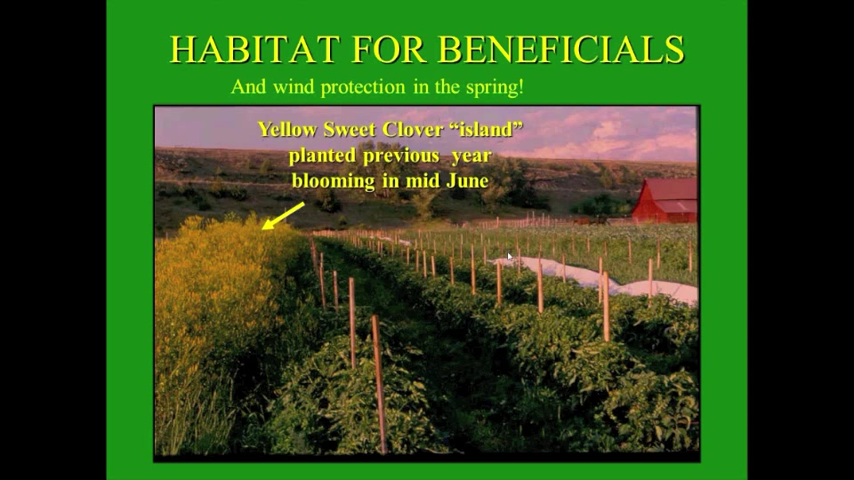 HABITAT FOR BENEFICIALS
And wind protection in the spring!
Yellow Sweet Clover “island”
planted previous year
blooming in mid June